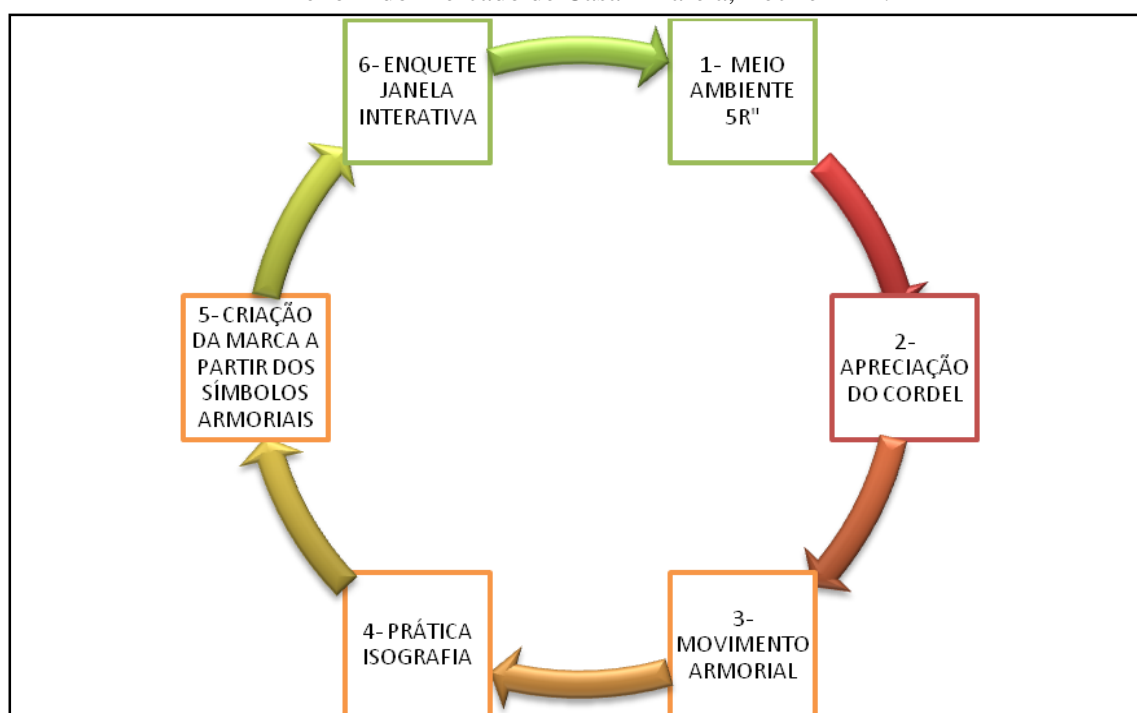 1- MEIO
AMBIENTE
5R"
2-
APRECIAÇÃO
DO CORDEL
3-
MOVIMENTO
ARMORIAL
4- PRÁTICA
ISOGRAFIA
5- CRIAÇÃO
DA MARCA A
PARTIR DOS
SÍMBOLOS
ARMORIAIS
6- ENQUETE
JANELA
INTERATIVA